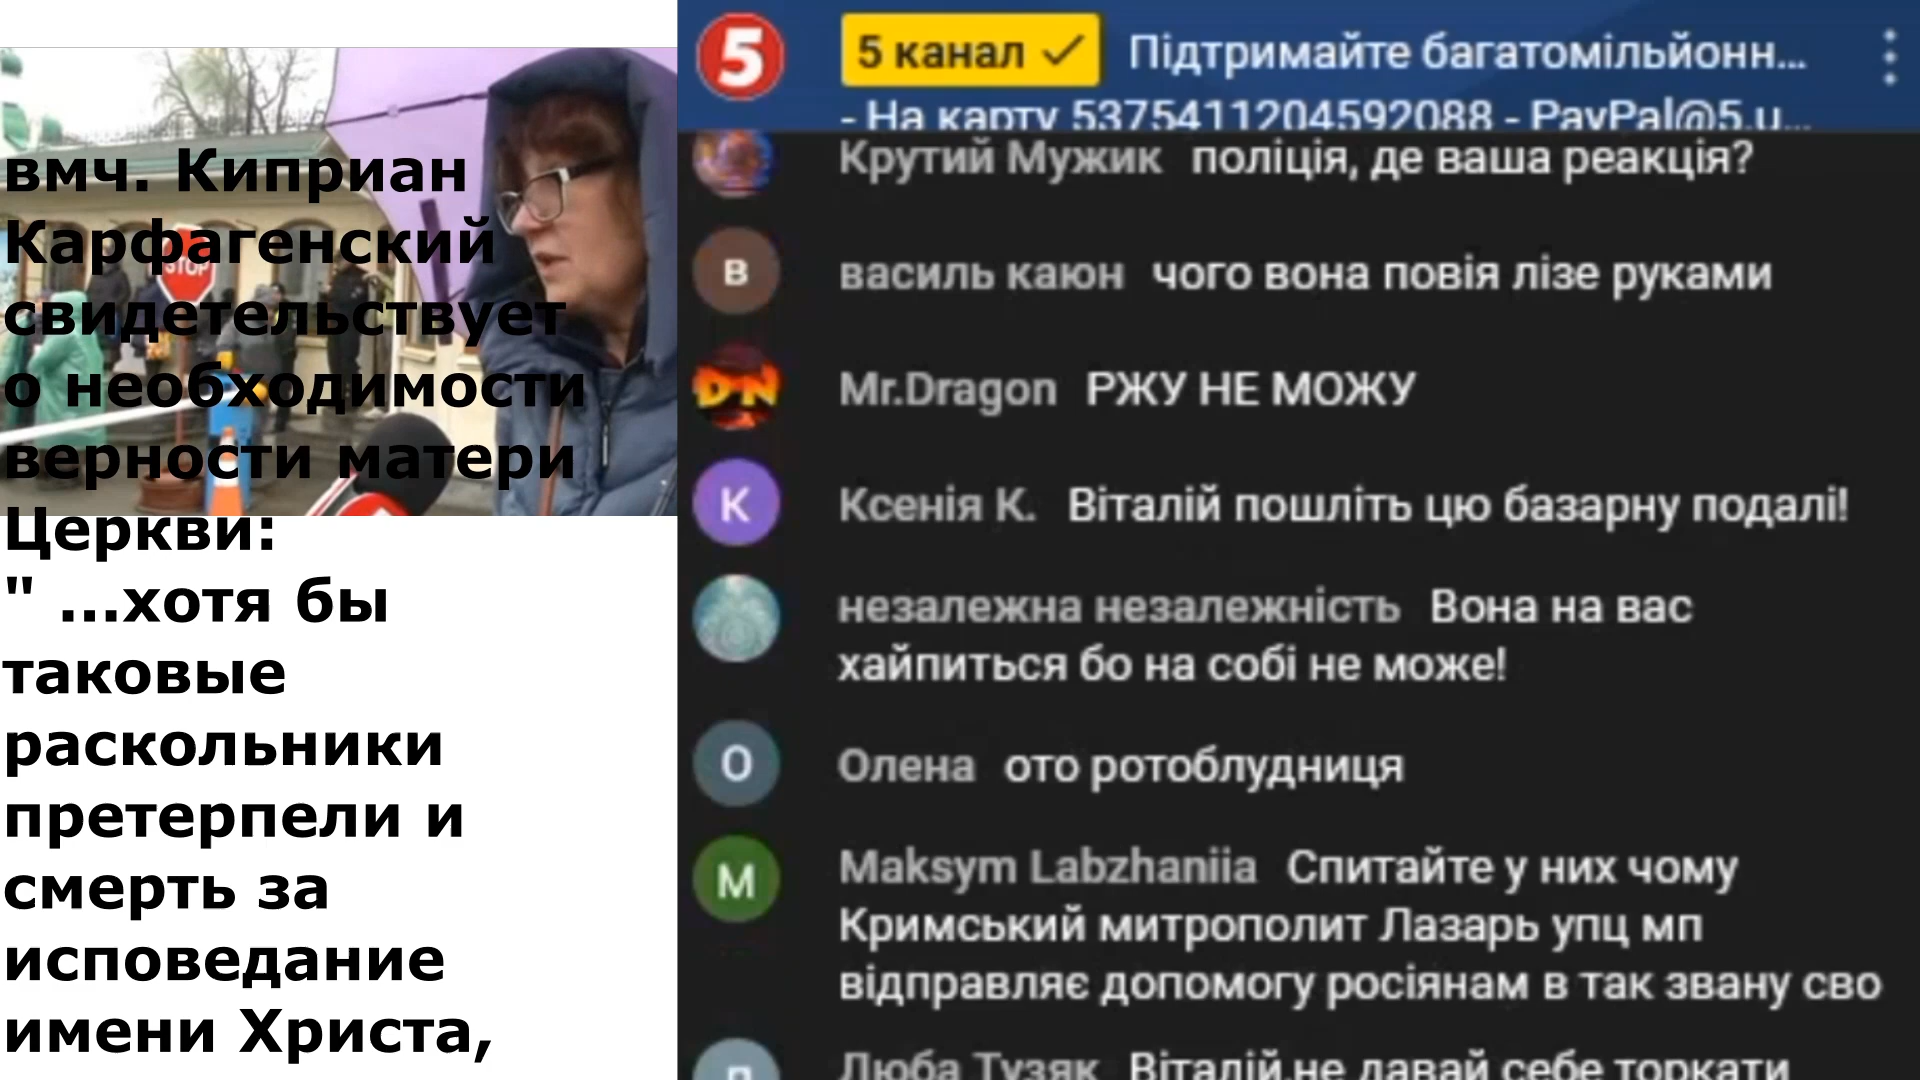 вмч. Киприан
Карфагенский
свидетельствует
о необходимости
верности матери
Церкви:
" ...хотя бы
таковые
раскольники
претерпели и
смерть за
исповедание
имени Христа,
STOP
5
5 канал Підтримайте багатомільйонн...
- На карту 5375411204592088 - PayPal@5.u...
Крутий Мужик поліція, де ваша реакція?
В
василь каюн чого вона повія лізе руками
DN
Mr.Dragon РЖУ НЕ МОЖУ
К
Ксенія К. Віталій пошліть цю базарну подалі!
незалежна незалежність Вона на вас
хайпиться бо на собі не може!
О
Олена ото ротоблудниця
M
Maksym Labzhaniia Спитайте у них чому
Кримський митрополит Лазарь упц мп
відправляє допомогу росіянам в так звану сво
Люба Тузяк Віталій,не давай себе торкати